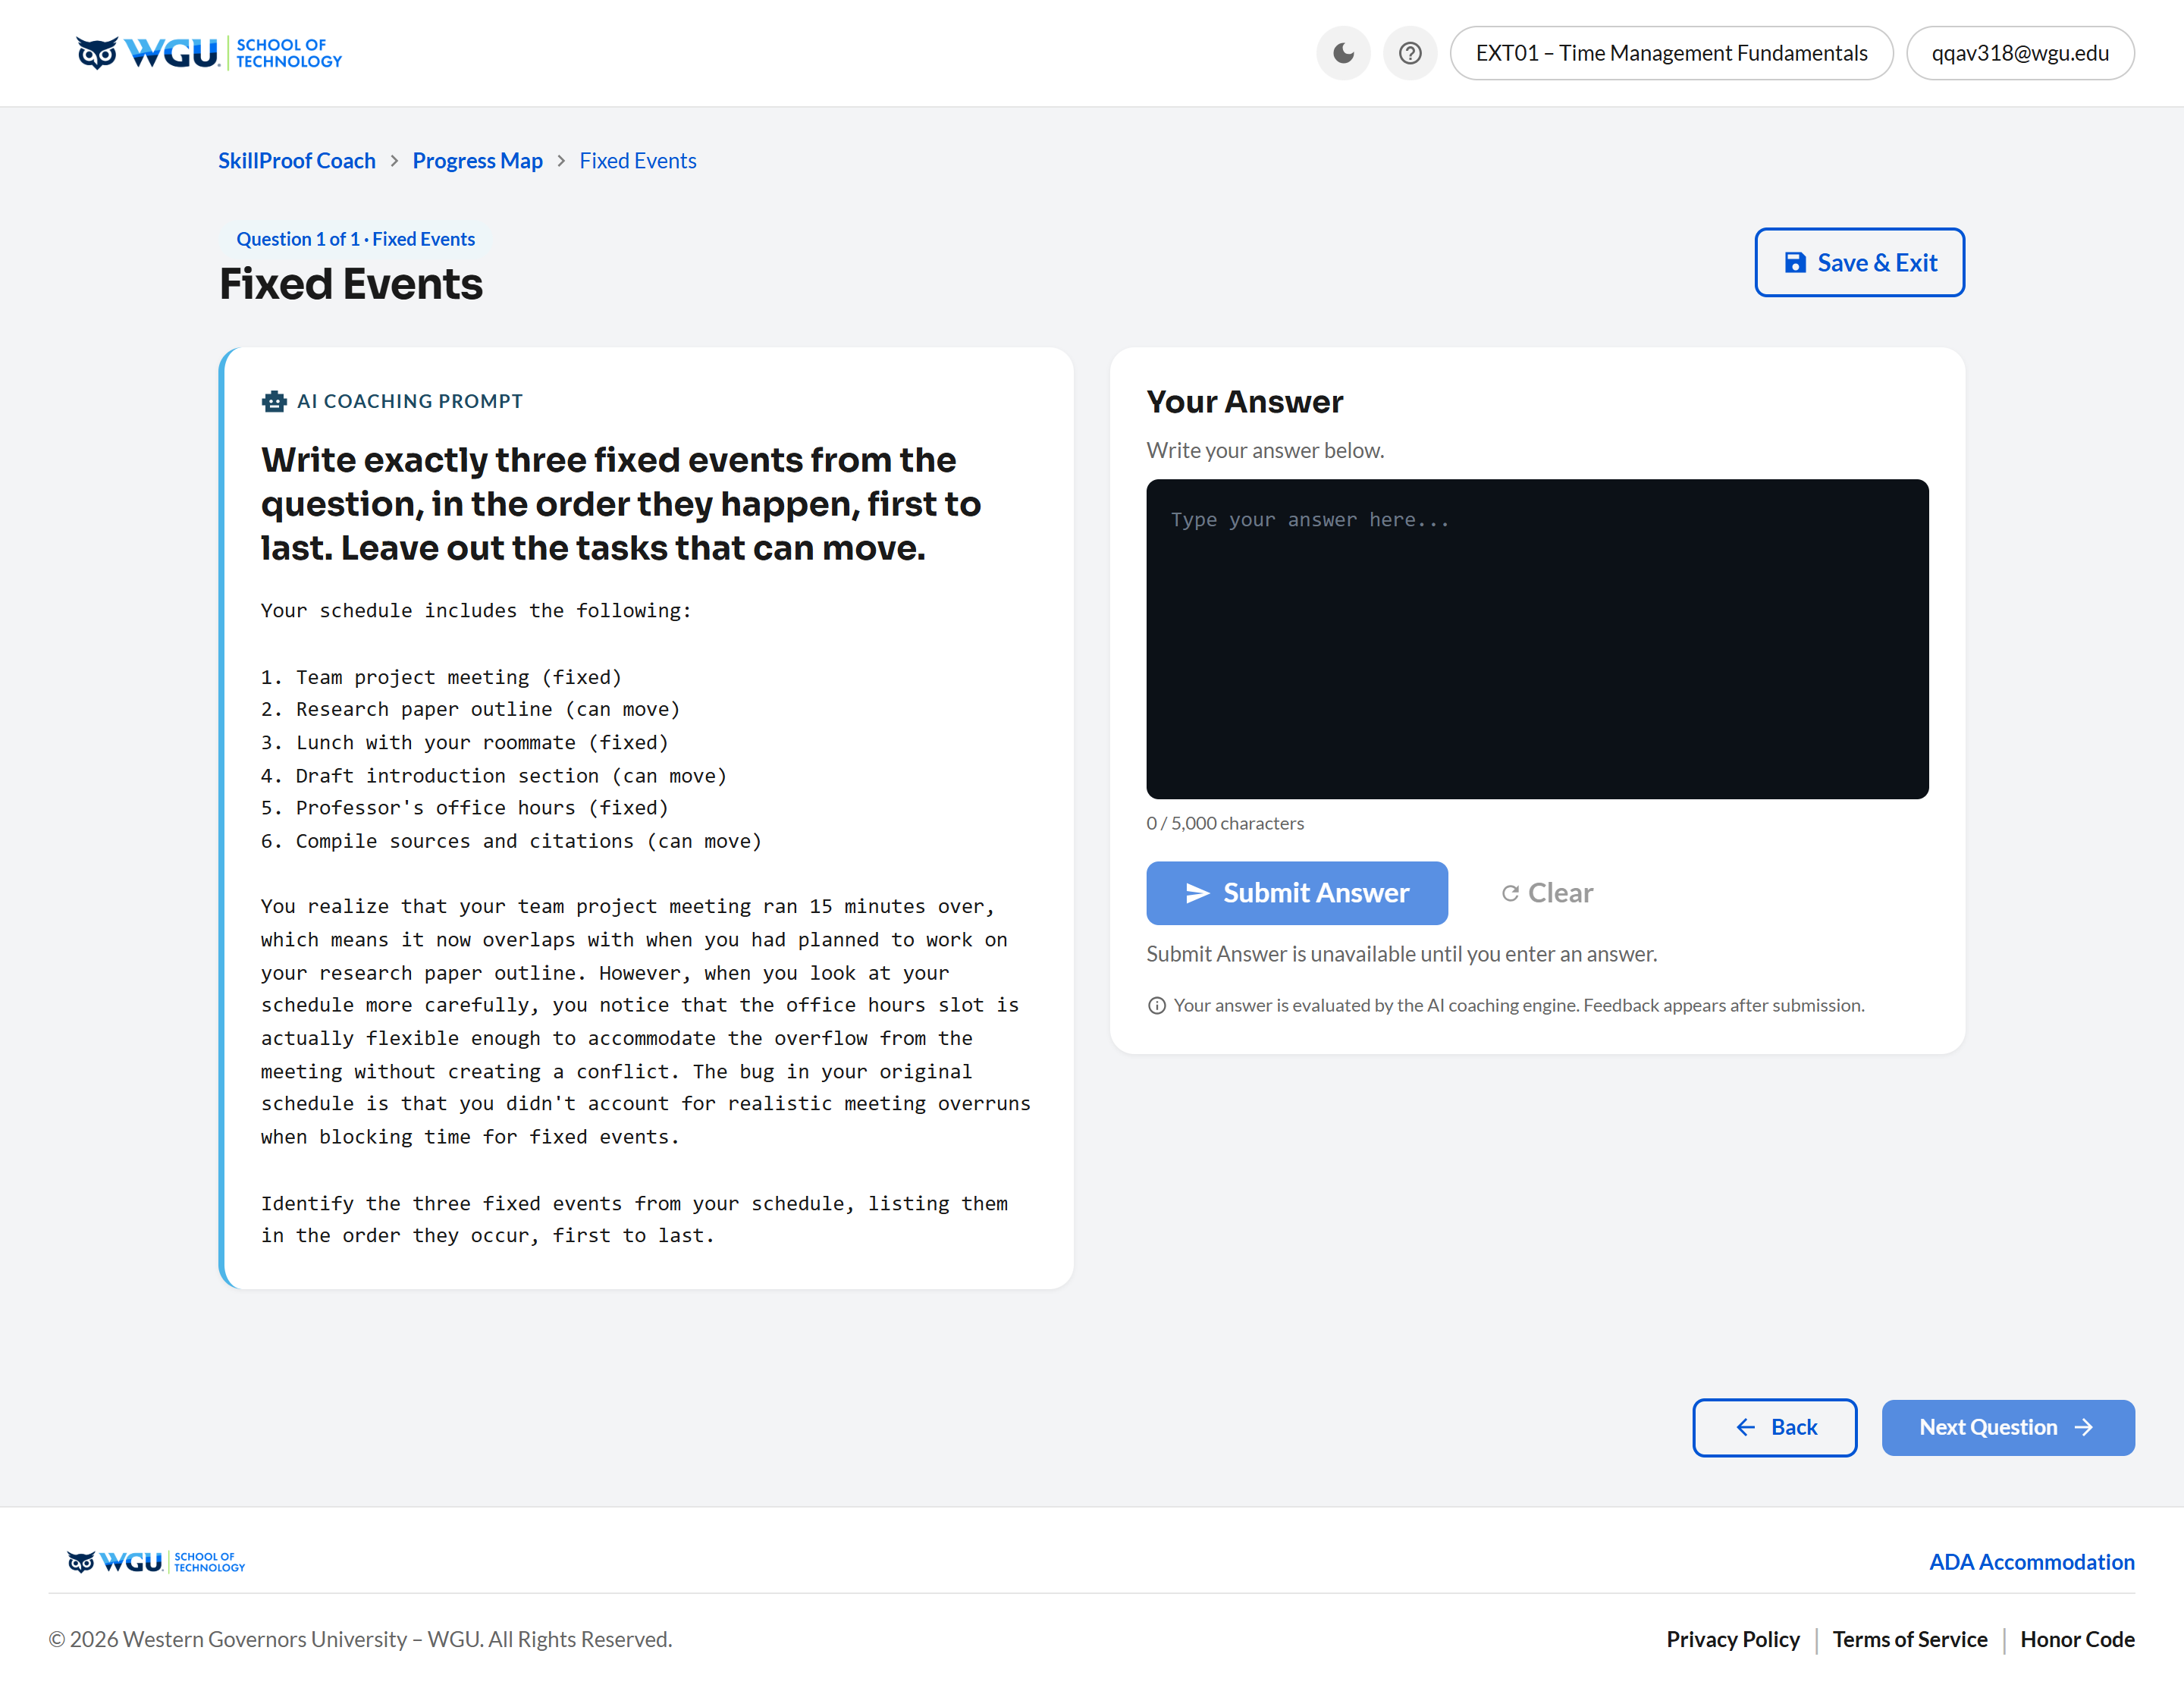 WGU. SCHOOL OF
TECHNOLOGY
EXT01 – Time Management Fundamentals
qqav318@wgu.edu
SkillProof Coach > Progress Map > Fixed Events
Question 1 of 1 · Fixed Events
Fixed Events
Save & Exit
AI COACHING PROMPT
Write exactly three fixed events from the
question, in the order they happen, first to
last. Leave out the tasks that can move.
Your schedule includes the following:
1. Team project meeting (fixed)
2. Research paper outline (can move)
3. Lunch with your roommate (fixed)
4. Draft introduction section (can move)
5. Professor's office hours (fixed)
6. Compile sources and citations (can move)
You realize that your team project meeting ran 15 minutes over,
which means it now overlaps with when you had planned to work on
your research paper outline. However, when you look at your
schedule more carefully, you notice that the office hours slot is
actually flexible enough to accommodate the overflow from the
meeting without creating a conflict. The bug in your original
schedule is that you didn't account for realistic meeting overruns
when blocking time for fixed events.
Identify the three fixed events from your schedule, listing them
in the order they occur, first to last.
Your Answer
Write your answer below.
Type your answer here...
0 / 5,000 characters
Submit Answer
Clear
Submit Answer is unavailable until you enter an answer.
Your answer is evaluated by the AI coaching engine. Feedback appears after submission.
Back
Next Question
WGU. SCHOOL OF
TECHNOLOGY
ADA Accommodation
© 2026 Western Governors University – WGU. All Rights Reserved.
Privacy Policy | Terms of Service | Honor Code